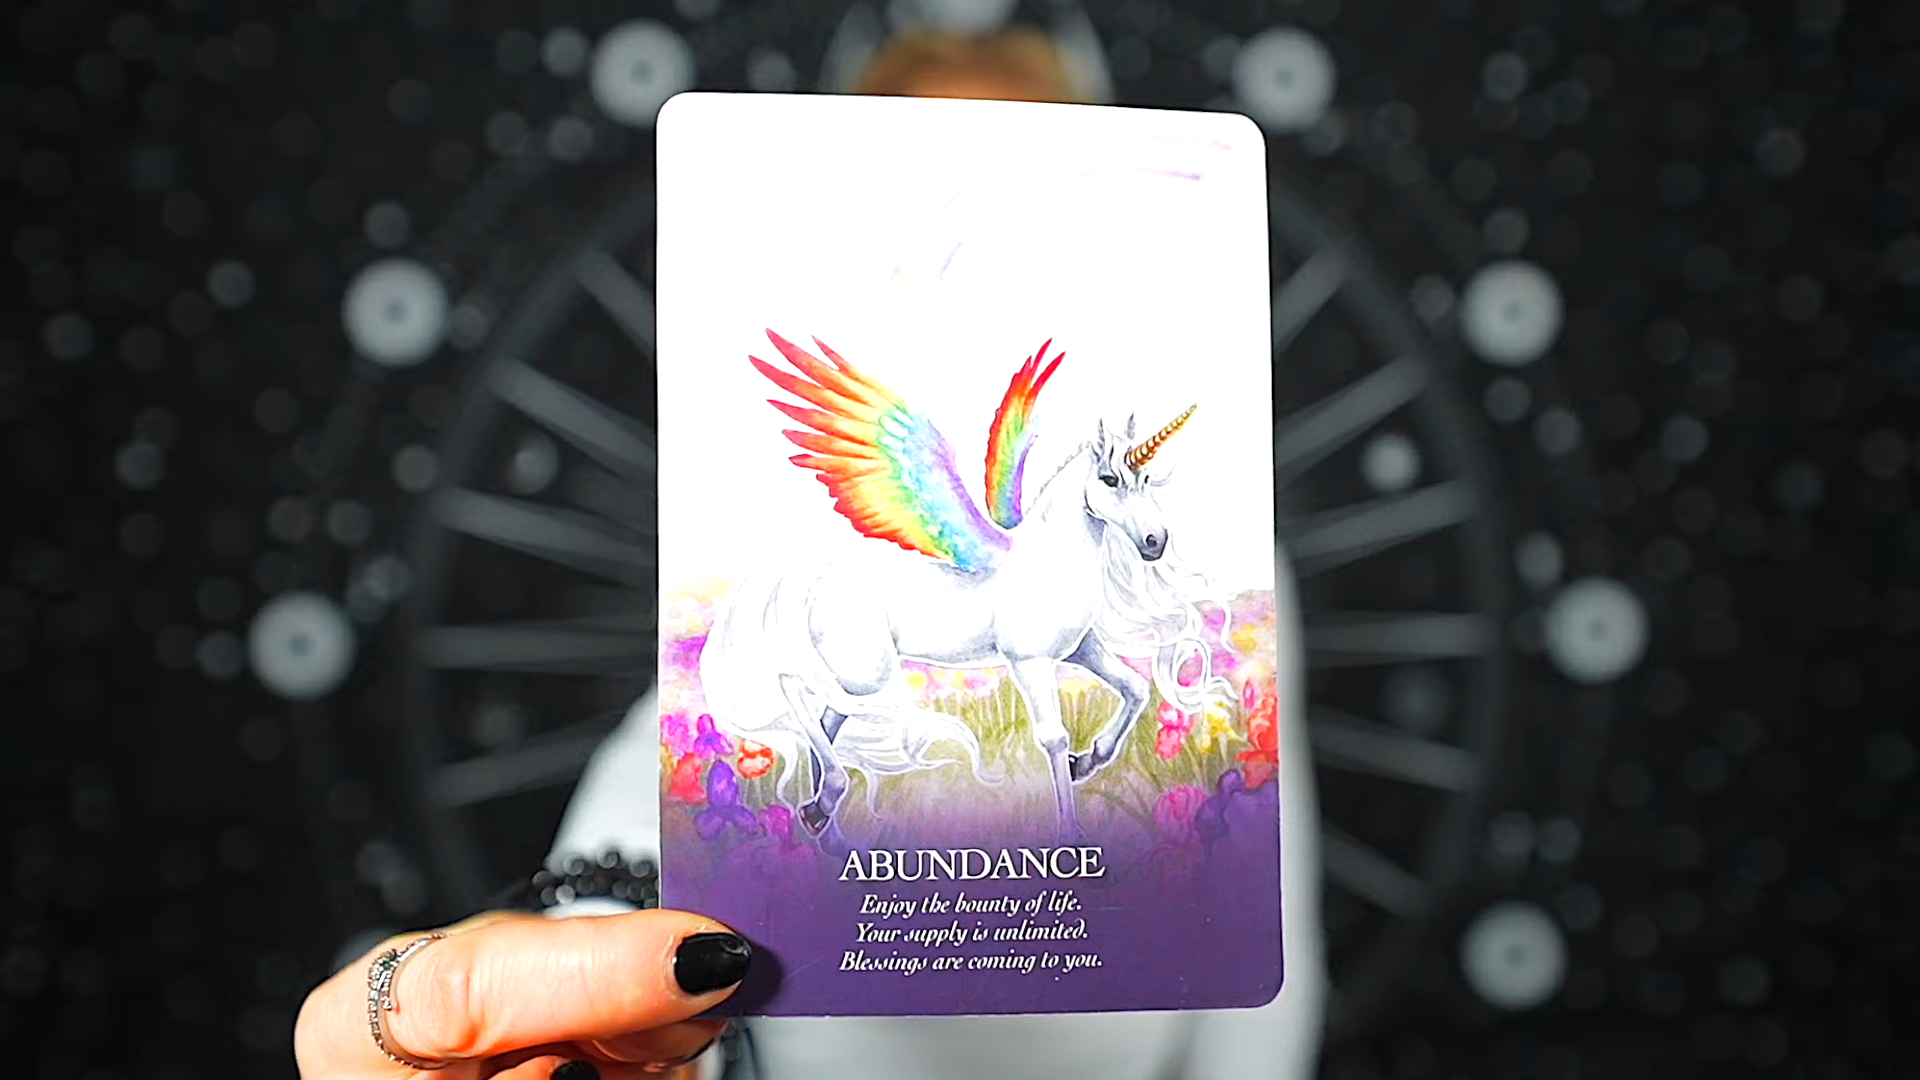 ABUNDANCE
Enjoy the bounty of life.
Your supply is unlimited.
Blessings are coming to you.